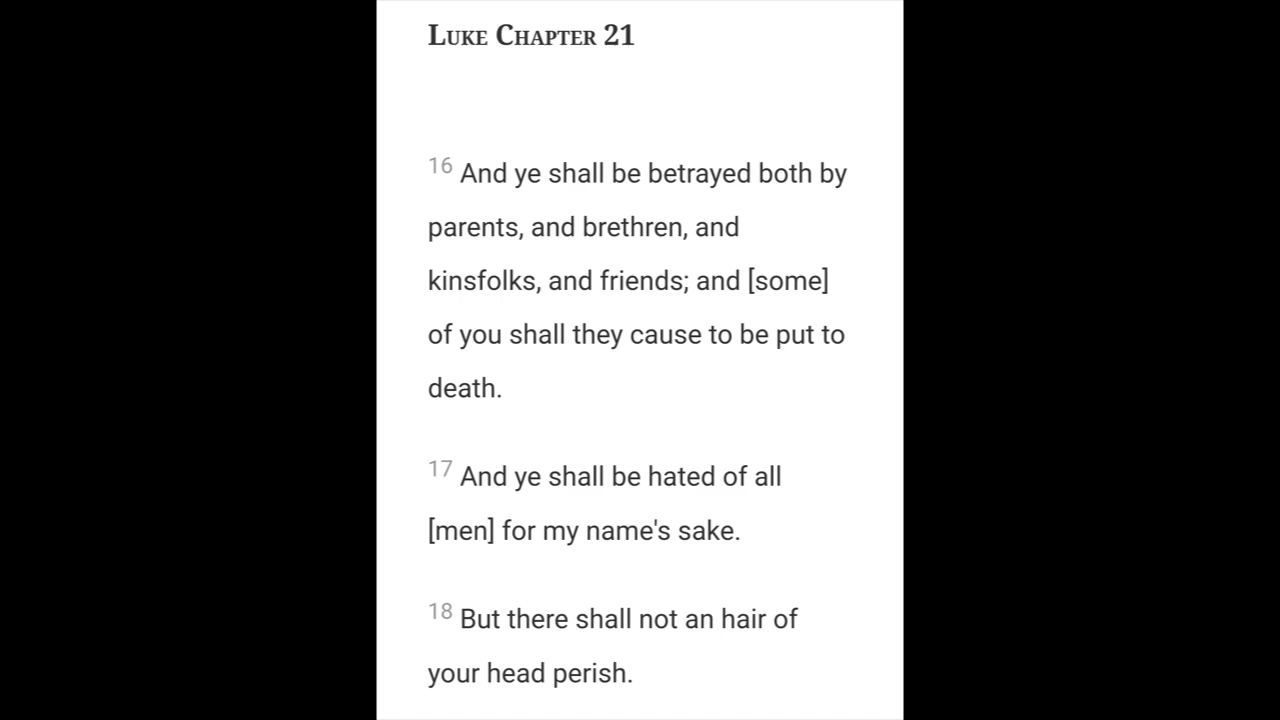 Luke Chapter 21
16 And ye shall be betrayed both by
parents, and brethren, and
kinsfolks, and friends; and [some]
of you shall they cause to be put to
death.
17 And ye shall be hated of all
[men] for my name's sake.
18 But there shall not an hair of
your head perish.